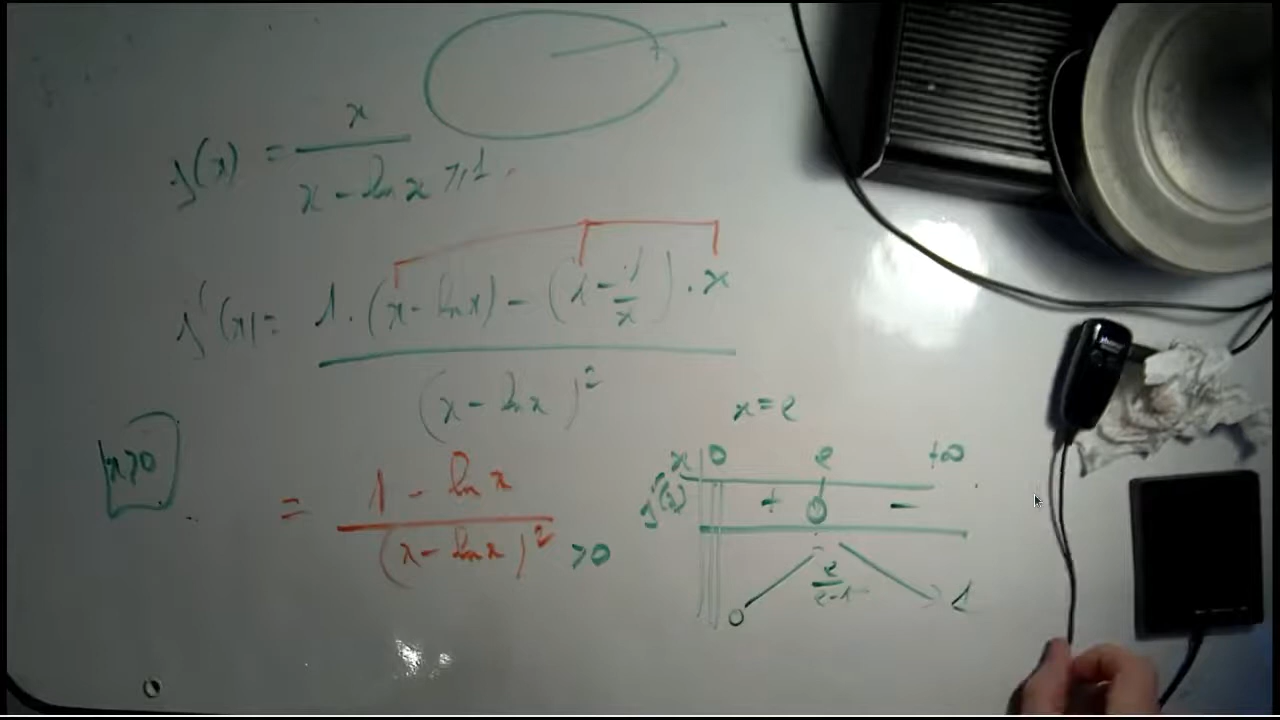 f(x) = x / (x - ln x) ⩾ 1
f'(x) = (1·(x - ln x) - (1 - 1/x)·x) / (x - ln x)²
x = e
x>0
= (1 - ln x) / (x - ln x)² >0
x 0 e +∞
f'(x) + 0 -
0 e/(e-1) 1